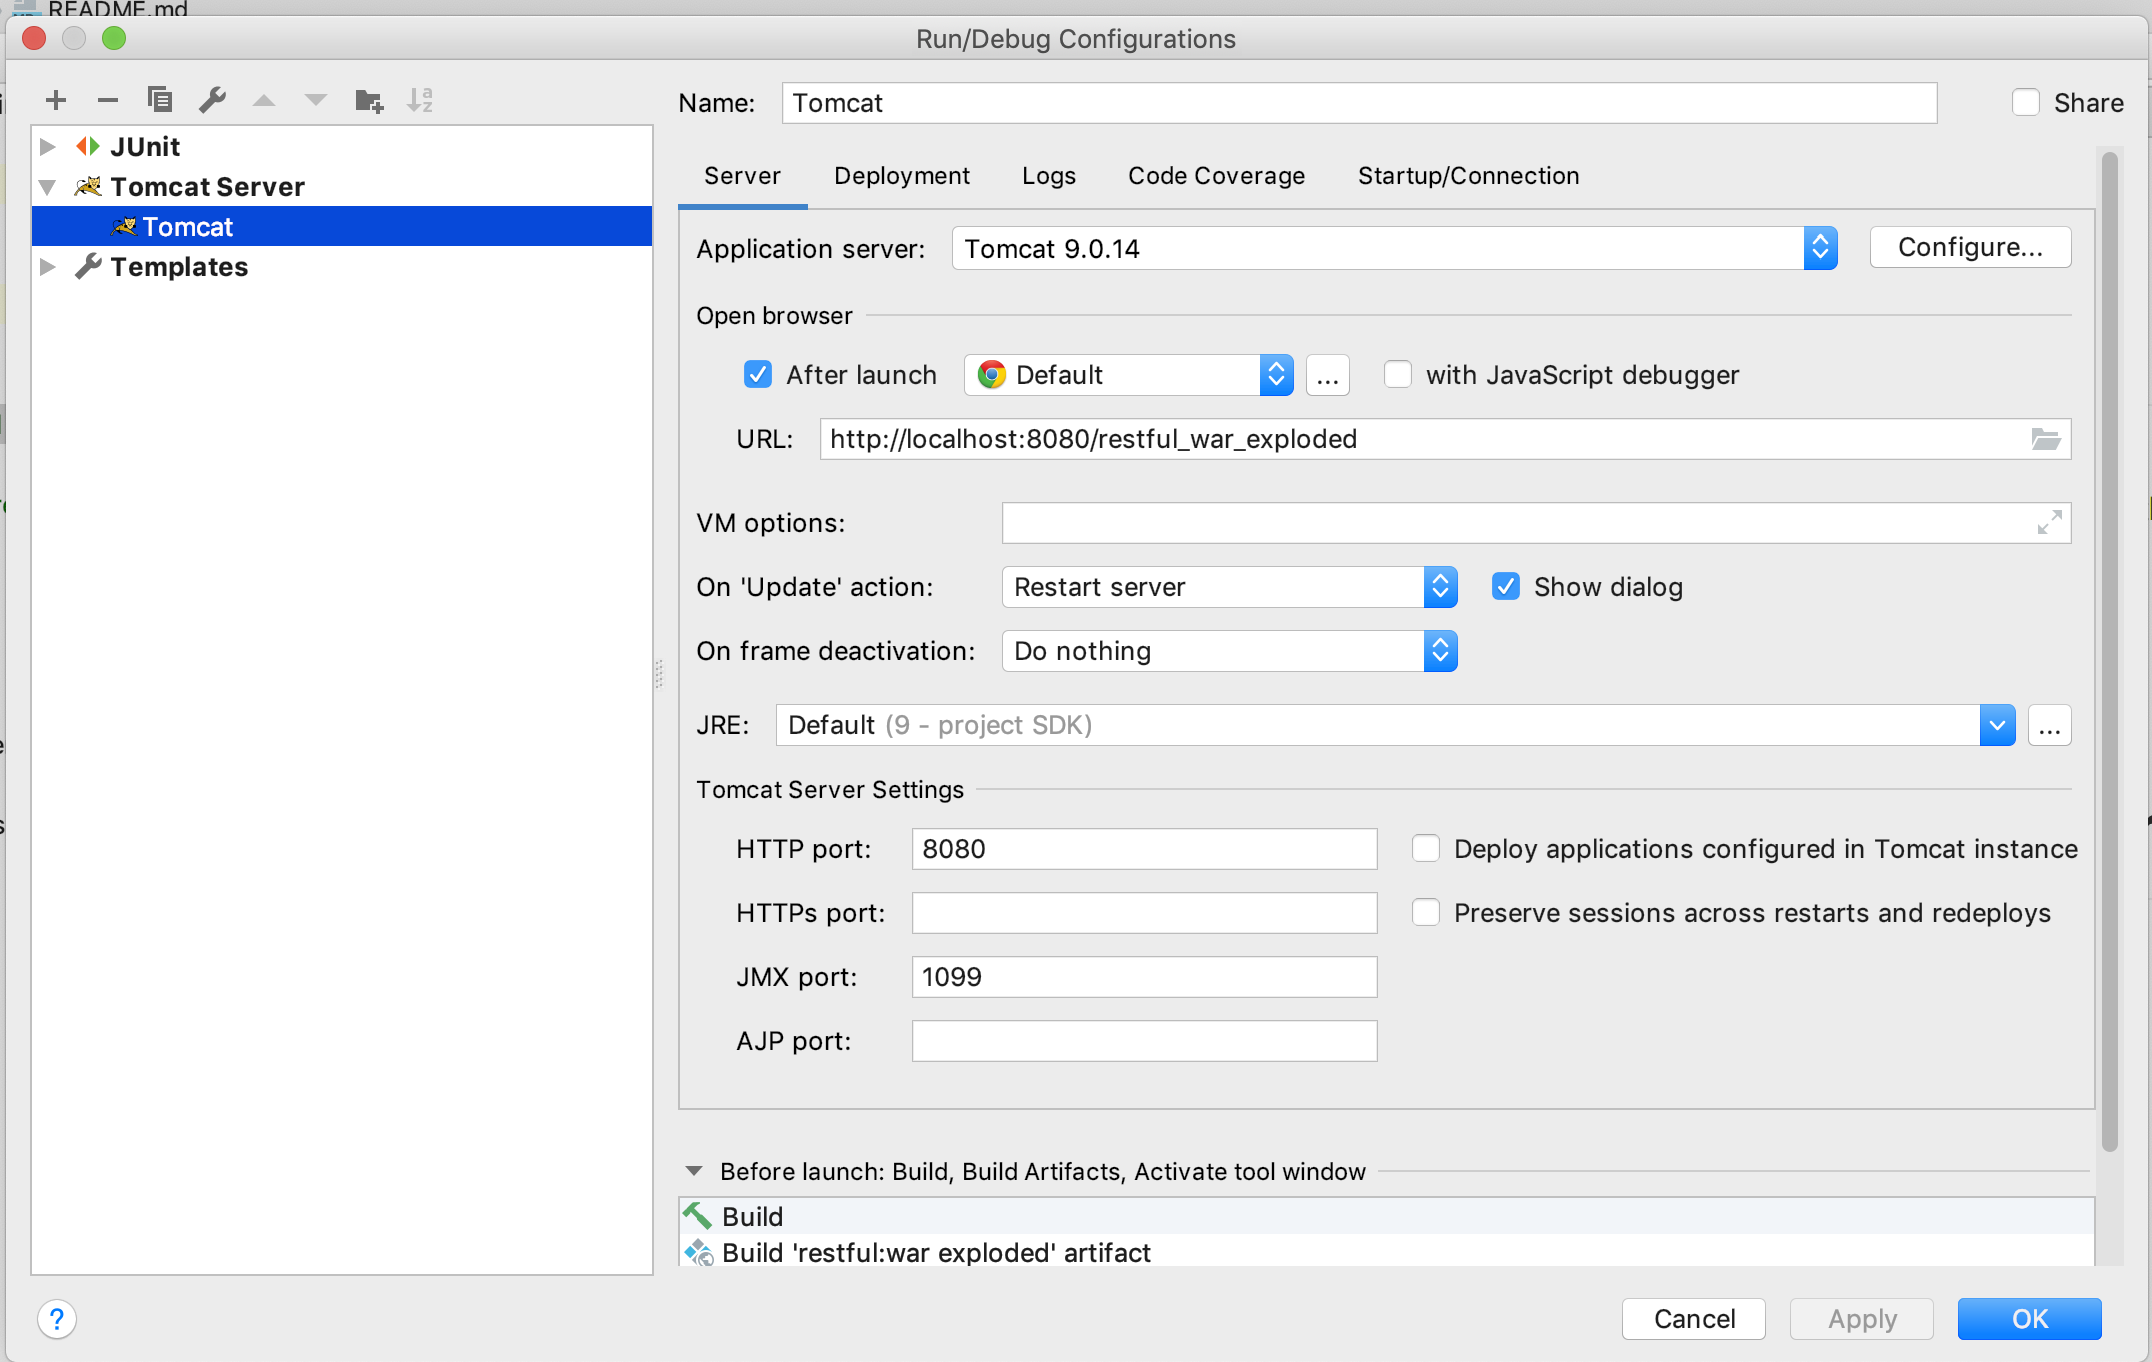 README.md
Run/Debug Configurations
Name: Tomcat Share
JUnit
Tomcat Server
Tomcat
Templates
Server Deployment Logs Code Coverage Startup/Connection
Application server: Tomcat 9.0.14 Configure...
Open browser
After launch Default ... with JavaScript debugger
URL: http://localhost:8080/restful_war_exploded
VM options:
On 'Update' action: Restart server Show dialog
On frame deactivation: Do nothing
JRE: Default (9 - project SDK) ...
Tomcat Server Settings
HTTP port: 8080 Deploy applications configured in Tomcat instance
HTTPs port: Preserve sessions across restarts and redeploys
JMX port: 1099
AJP port:
Before launch: Build, Build Artifacts, Activate tool window
Build
Build 'restful:war exploded' artifact
? Cancel Apply OK